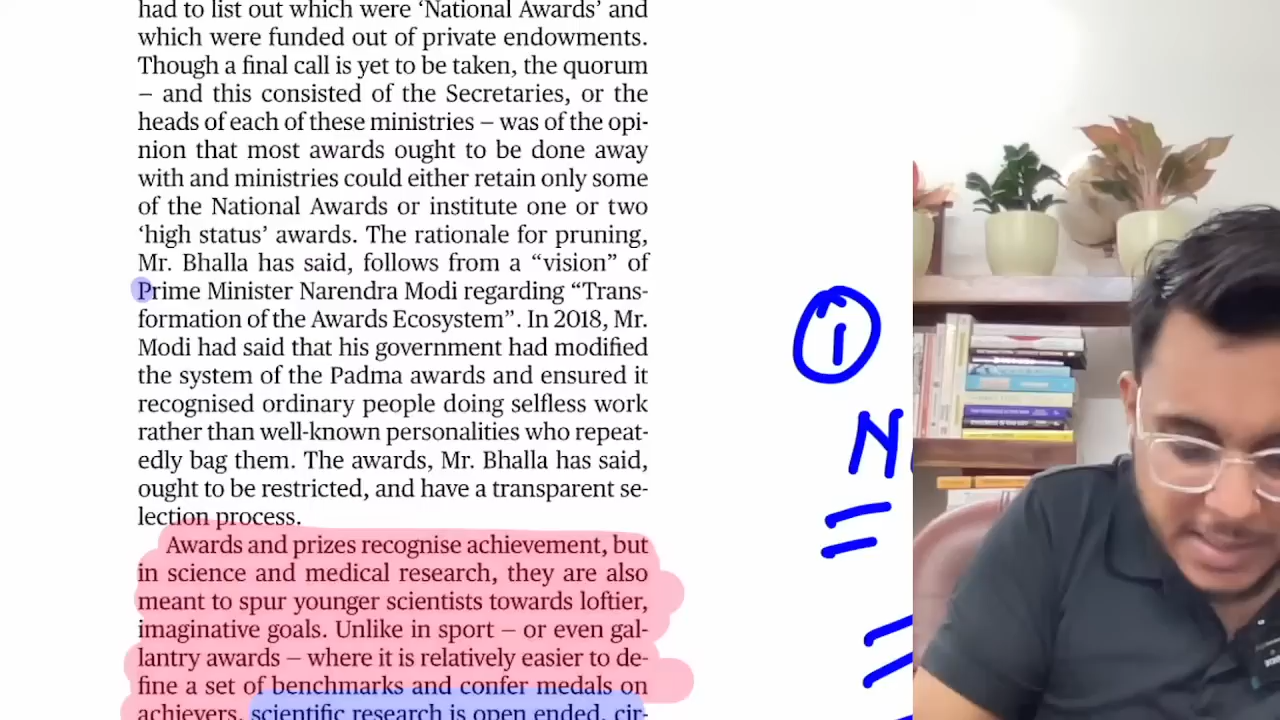 had to list out which were ‘National Awards’ and
which were funded out of private endowments.
Though a final call is yet to be taken, the quorum
– and this consisted of the Secretaries, or the
heads of each of these ministries – was of the opi-
nion that most awards ought to be done away
with and ministries could either retain only some
of the National Awards or institute one or two
‘high status’ awards. The rationale for pruning,
Mr. Bhalla has said, follows from a “vision” of
Prime Minister Narendra Modi regarding “Trans-
formation of the Awards Ecosystem”. In 2018, Mr.
Modi had said that his government had modified
the system of the Padma awards and ensured it
recognised ordinary people doing selfless work
rather than well-known personalities who repeat-
edly bag them. The awards, Mr. Bhalla has said,
ought to be restricted, and have a transparent se-
lection process.
Awards and prizes recognise achievement, but
in science and medical research, they are also
meant to spur younger scientists towards loftier,
imaginative goals. Unlike in sport – or even gal-
lantry awards – where it is relatively easier to de-
fine a set of benchmarks and confer medals on
achievers, scientific research is open ended, cir-
1
N